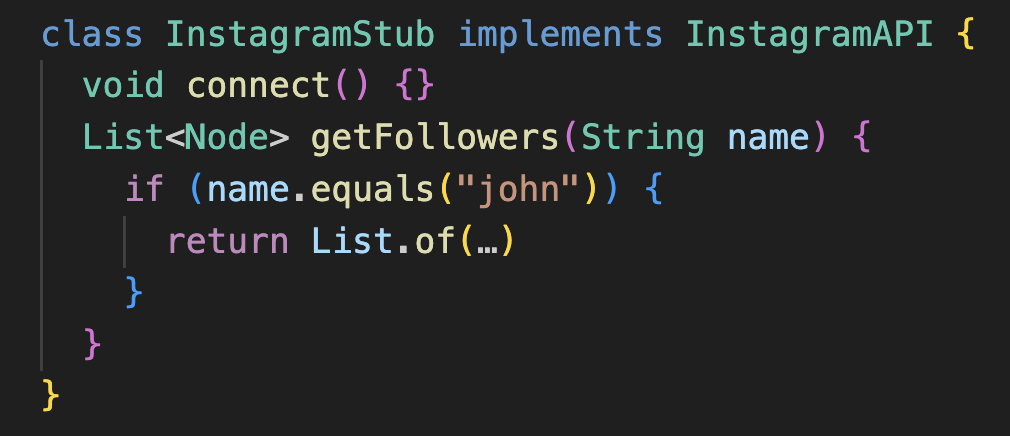 class InstagramStub implements InstagramAPI {
  void connect() {}
  List<Node> getFollowers(String name) {
    if (name.equals("john")) {
      return List.of(…)
    }
  }
}